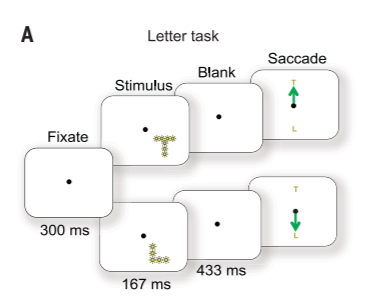 A
Letter task
Saccade
Blank
Stimulus
Fixate
T
L
T
T
L
L
300 ms
433 ms
167 ms